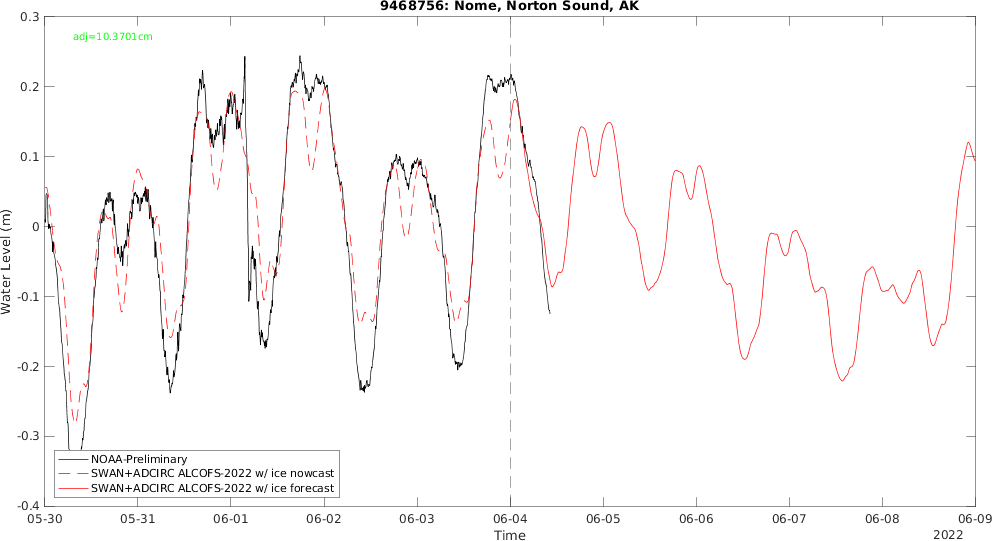 9468756: Nome, Norton Sound, AK
adj=10.3701cm
0.3
0.2
0.1
0
-0.1
-0.2
-0.3
-0.4
Water Level (m)
NOAA-Preliminary
SWAN+ADCIRC ALCOFS-2022 w/ ice nowcast
SWAN+ADCIRC ALCOFS-2022 w/ ice forecast
05-30 05-31 06-01 06-02 06-03 06-04 06-05 06-06 06-07 06-08 06-09
Time
2022